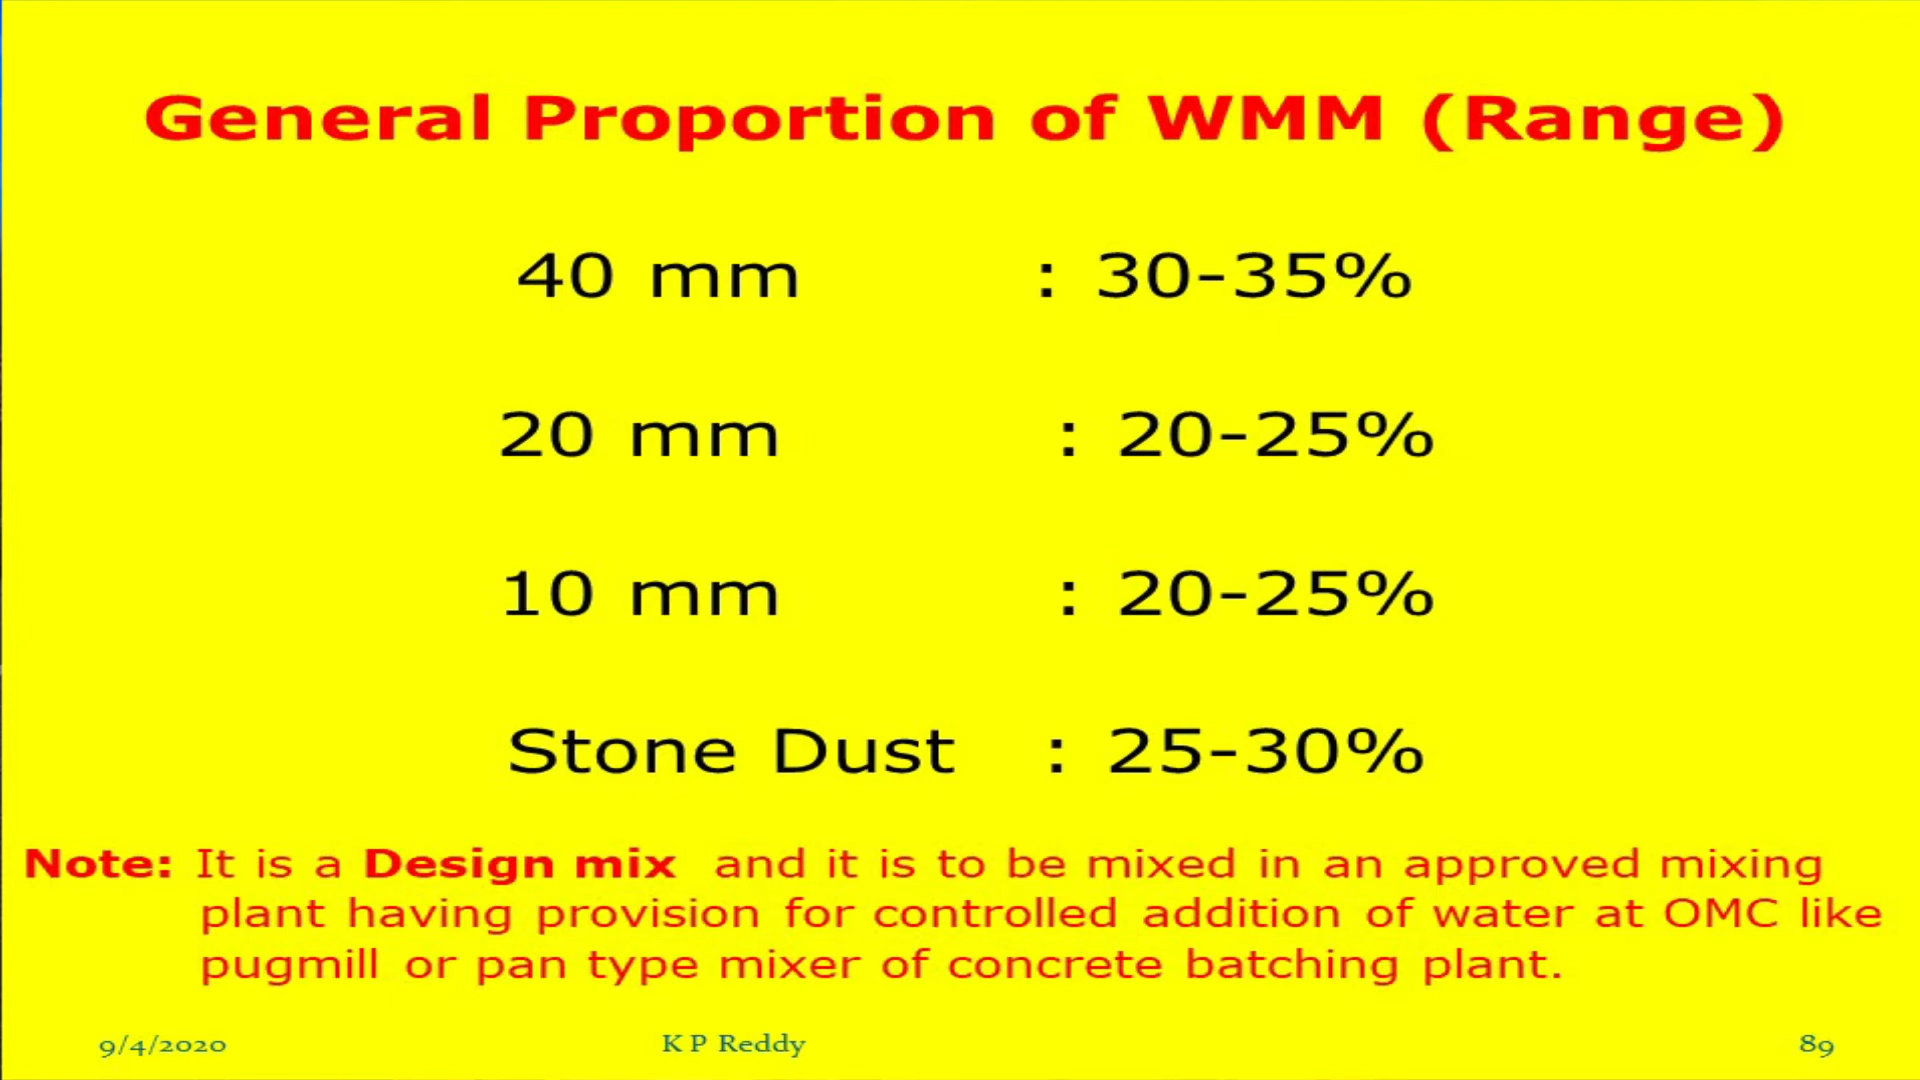 General Proportion of WMM (Range)
40 mm : 30-35%
20 mm : 20-25%
10 mm : 20-25%
Stone Dust : 25-30%
Note: It is a Design mix and it is to be mixed in an approved mixing
plant having provision for controlled addition of water at OMC like
pugmill or pan type mixer of concrete batching plant.
9/4/2020 K P Reddy 89